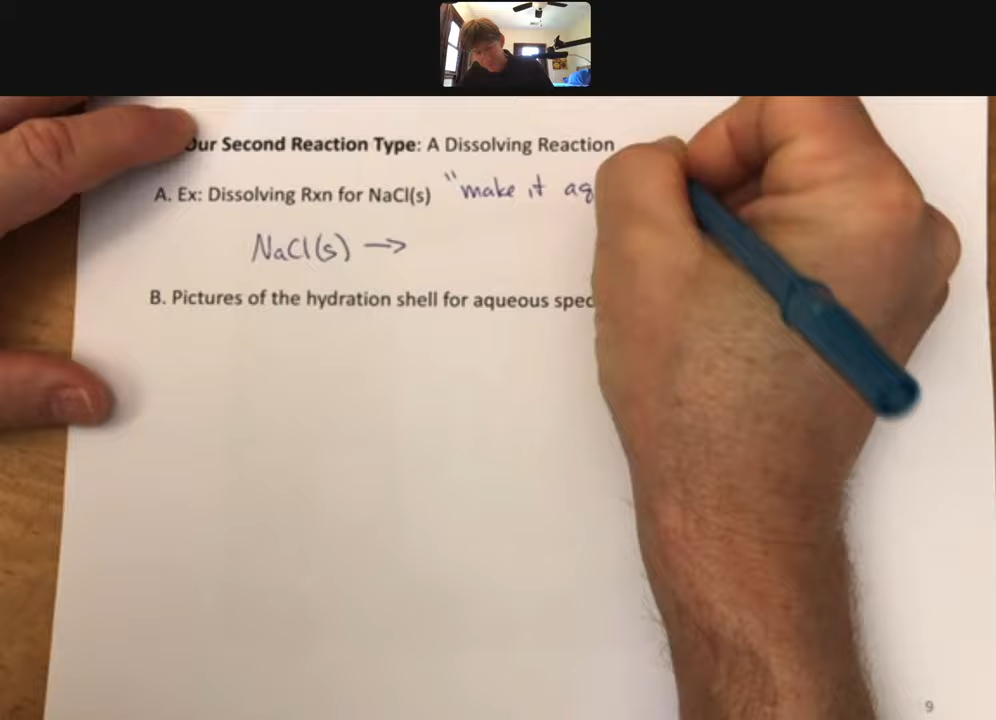 Our Second Reaction Type: A Dissolving Reaction
A. Ex: Dissolving Rxn for NaCl(s) "make it aq
NaCl(s) →
B. Pictures of the hydration shell for aqueous spec
9